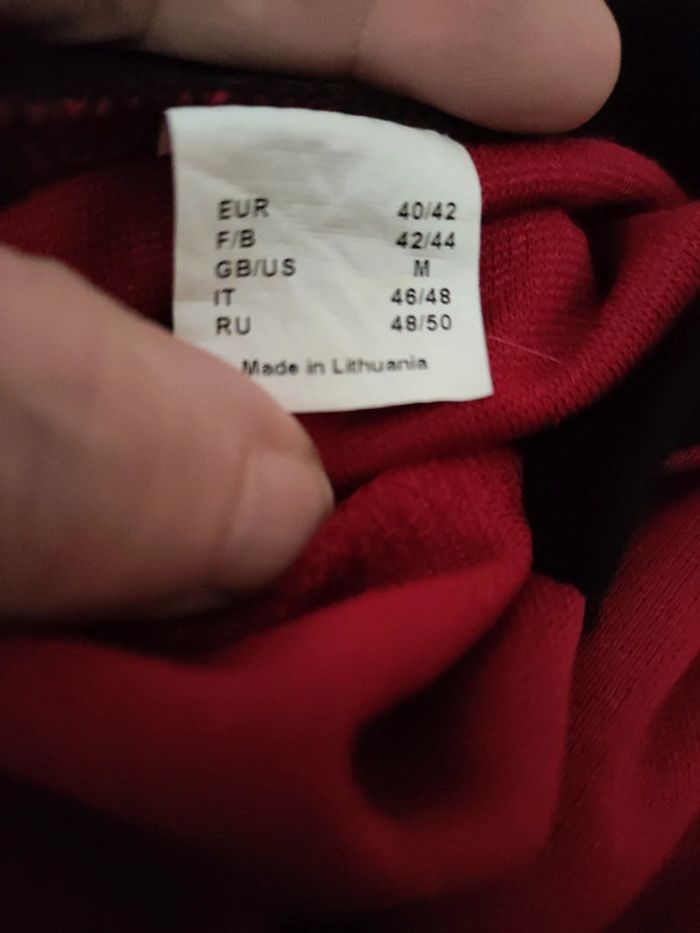 EUR 40/42
F/B 42/44
GB/US M
IT 46/48
RU 48/50
Made in Lithuania